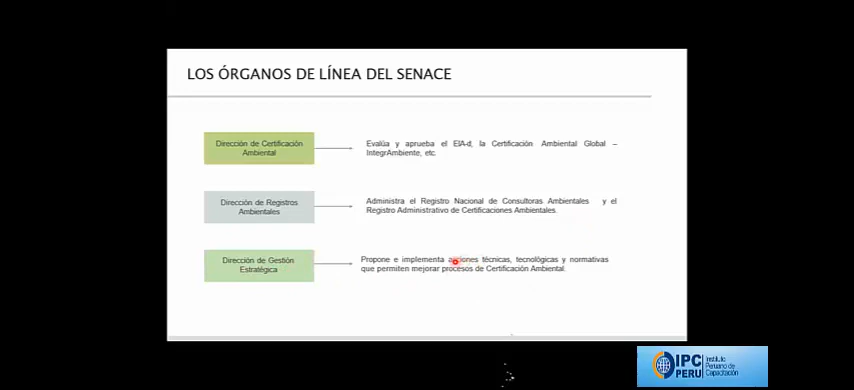 LOS ÓRGANOS DE LÍNEA DEL SENACE
Dirección de Certificación
Ambiental
Evalúa y aprueba el EIA-d, la Certificación Ambiental Global –
IntegrAmbiente, etc.
Dirección de Registros
Ambientales
Administra el Registro Nacional de Consultoras Ambientales y el
Registro Administrativo de Certificaciones Ambientales.
Dirección de Gestión
Estratégica
Propone e implementa acciones técnicas, tecnológicas y normativas
que permiten mejorar procesos de Certificación Ambiental.
IPC
PERU
Instituto
Peruano de
Capacitación